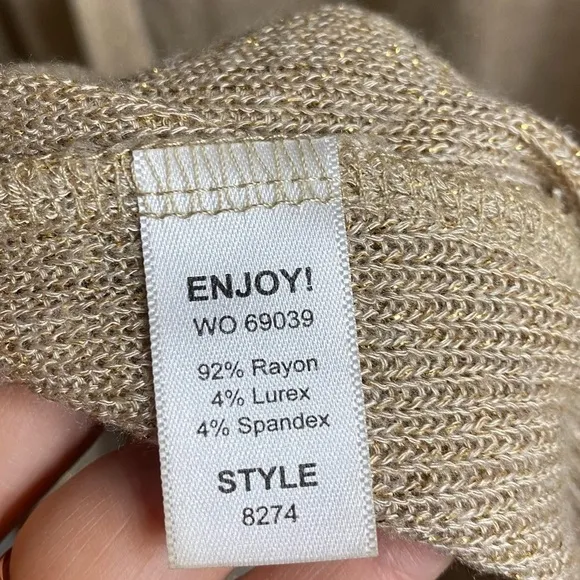 ENJOY!
WO 69039
92% Rayon
4% Lurex
4% Spandex
STYLE
8274